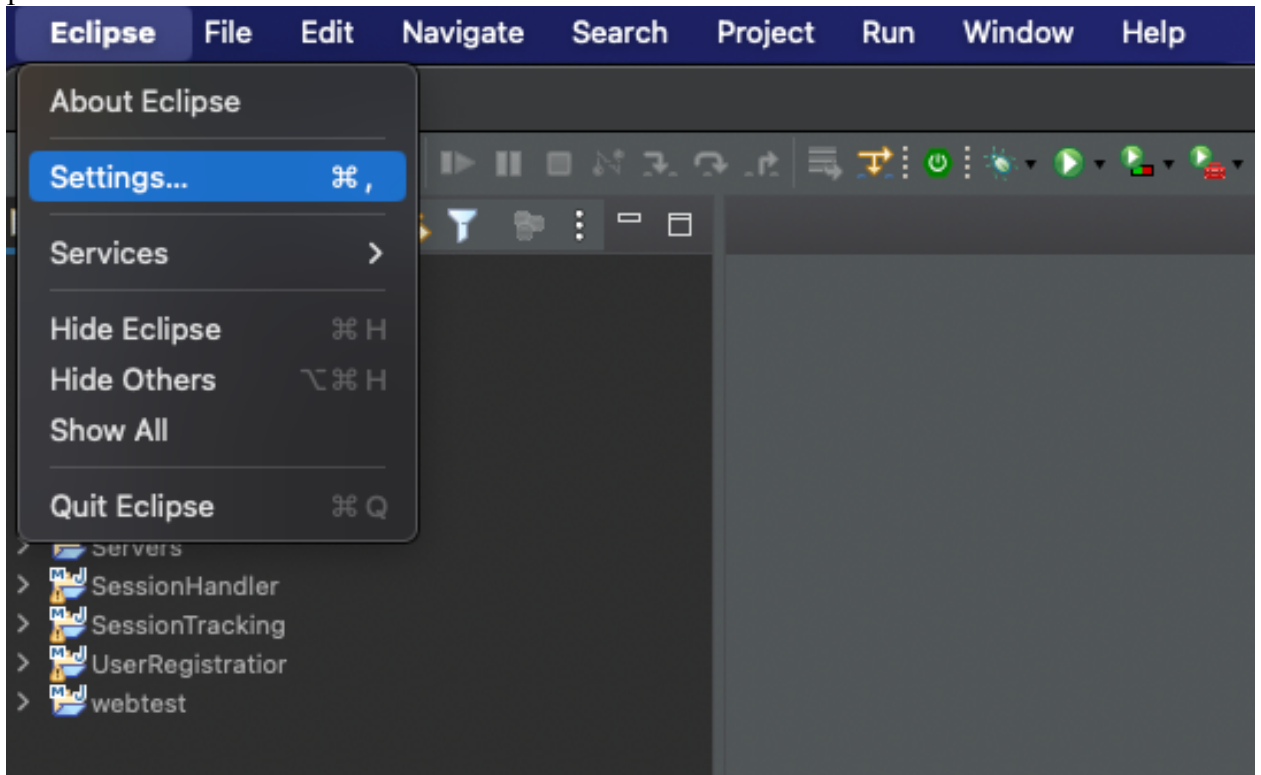 Eclipse File Edit Navigate Search Project Run Window Help
About Eclipse
Settings... ⌘ ,
Services >
Hide Eclipse ⌘ H
Hide Others ⌥ ⌘ H
Show All
Quit Eclipse ⌘ Q
> Servers
> SessionHandler
> SessionTracking
> UserRegistratior
> webtest